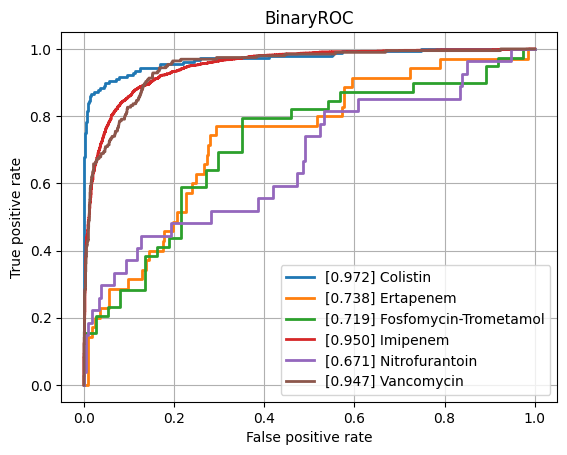 BinaryROC
True positive rate
1.0
0.8
0.6
0.4
0.2
0.0
[0.972] Colistin
[0.738] Ertapenem
[0.719] Fosfomycin-Trometamol
[0.950] Imipenem
[0.671] Nitrofurantoin
[0.947] Vancomycin
0.0 0.2 0.4 0.6 0.8 1.0
False positive rate